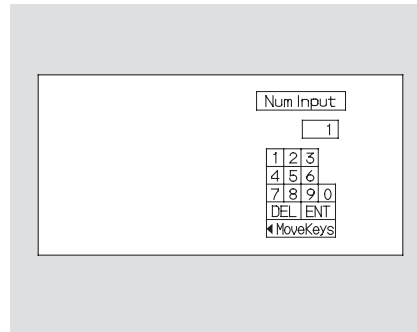 Num Input
1
1 2 3
4 5 6
7 8 9 0
DEL ENT
◀MoveKeys